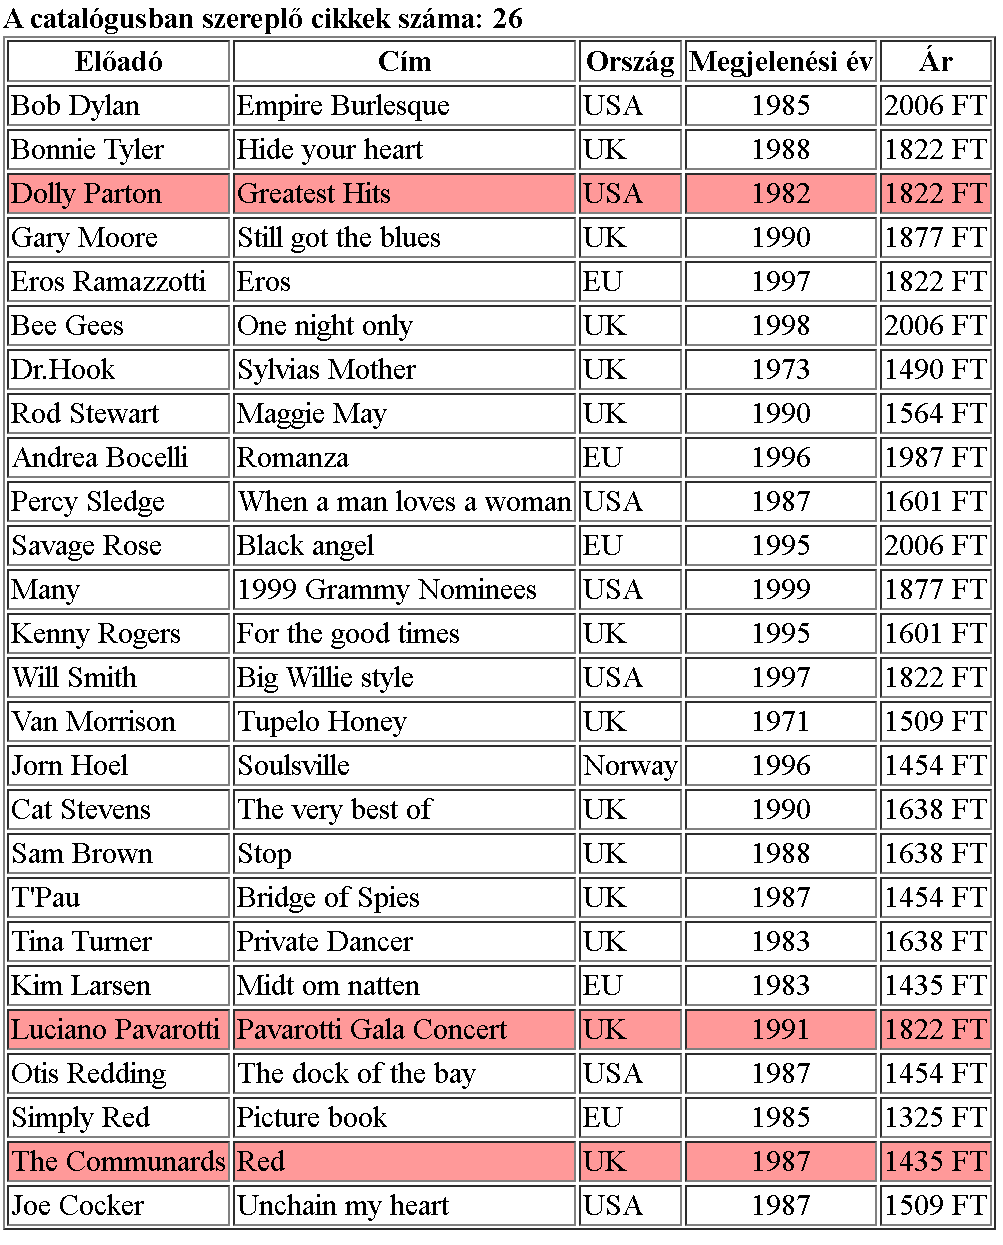 A catalógusban szereplő cikkek száma: 26
Előadó Cím Ország Megjelenési év Ár
Bob Dylan Empire Burlesque USA 1985 2006 FT
Bonnie Tyler Hide your heart UK 1988 1822 FT
Dolly Parton Greatest Hits USA 1982 1822 FT
Gary Moore Still got the blues UK 1990 1877 FT
Eros Ramazzotti Eros EU 1997 1822 FT
Bee Gees One night only UK 1998 2006 FT
Dr.Hook Sylvias Mother UK 1973 1490 FT
Rod Stewart Maggie May UK 1990 1564 FT
Andrea Bocelli Romanza EU 1996 1987 FT
Percy Sledge When a man loves a woman USA 1987 1601 FT
Savage Rose Black angel EU 1995 2006 FT
Many 1999 Grammy Nominees USA 1999 1877 FT
Kenny Rogers For the good times UK 1995 1601 FT
Will Smith Big Willie style USA 1997 1822 FT
Van Morrison Tupelo Honey UK 1971 1509 FT
Jorn Hoel Soulsville Norway 1996 1454 FT
Cat Stevens The very best of UK 1990 1638 FT
Sam Brown Stop UK 1988 1638 FT
T'Pau Bridge of Spies UK 1987 1454 FT
Tina Turner Private Dancer UK 1983 1638 FT
Kim Larsen Midt om natten EU 1983 1435 FT
Luciano Pavarotti Pavarotti Gala Concert UK 1991 1822 FT
Otis Redding The dock of the bay USA 1987 1454 FT
Simply Red Picture book EU 1985 1325 FT
The Communards Red UK 1987 1435 FT
Joe Cocker Unchain my heart USA 1987 1509 FT